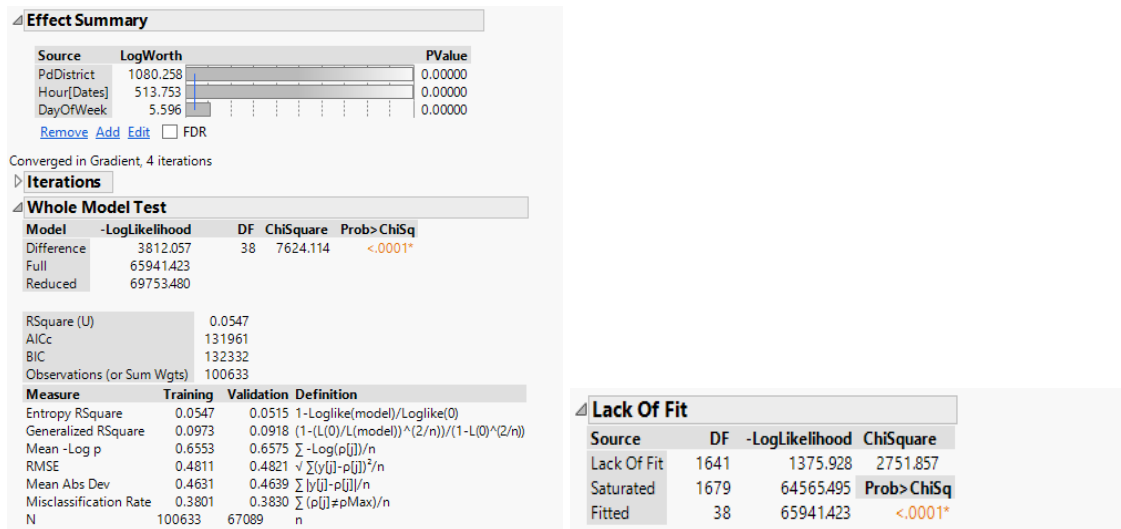 Effect Summary
Source LogWorth PValue
PdDistrict 1080.258 0.00000
Hour[Dates] 513.753 0.00000
DayOfWeek 5.596 0.00000
Remove Add Edit FDR
Converged in Gradient, 4 iterations
Iterations
Whole Model Test
Model -LogLikelihood DF ChiSquare Prob>ChiSq
Difference 3812.057 38 7624.114 <.0001*
Full 65941.423
Reduced 69753.480
RSquare (U) 0.0547
AICc 131961
BIC 132332
Observations (or Sum Wgts) 100633
Measure Training Validation Definition
Entropy RSquare 0.0547 0.0515 1-Loglike(model)/Loglike(0)
Generalized RSquare 0.0973 0.0918 (1-(L(0)/L(model))^(2/n))/(1-L(0)^(2/n))
Mean -Log p 0.6553 0.6575 ∑ -Log(ρ[j])/n
RMSE 0.4811 0.4821 √ ∑(y[j]-ρ[j])²/n
Mean Abs Dev 0.4631 0.4639 ∑ |y[j]-ρ[j]|/n
Misclassification Rate 0.3801 0.3830 ∑ (ρ[j]≠ρMax)/n
N 100633 67089 n
Lack Of Fit
Source DF -LogLikelihood ChiSquare
Lack Of Fit 1641 1375.928 2751.857
Saturated 1679 64565.495 Prob>ChiSq
Fitted 38 65941.423 <.0001*